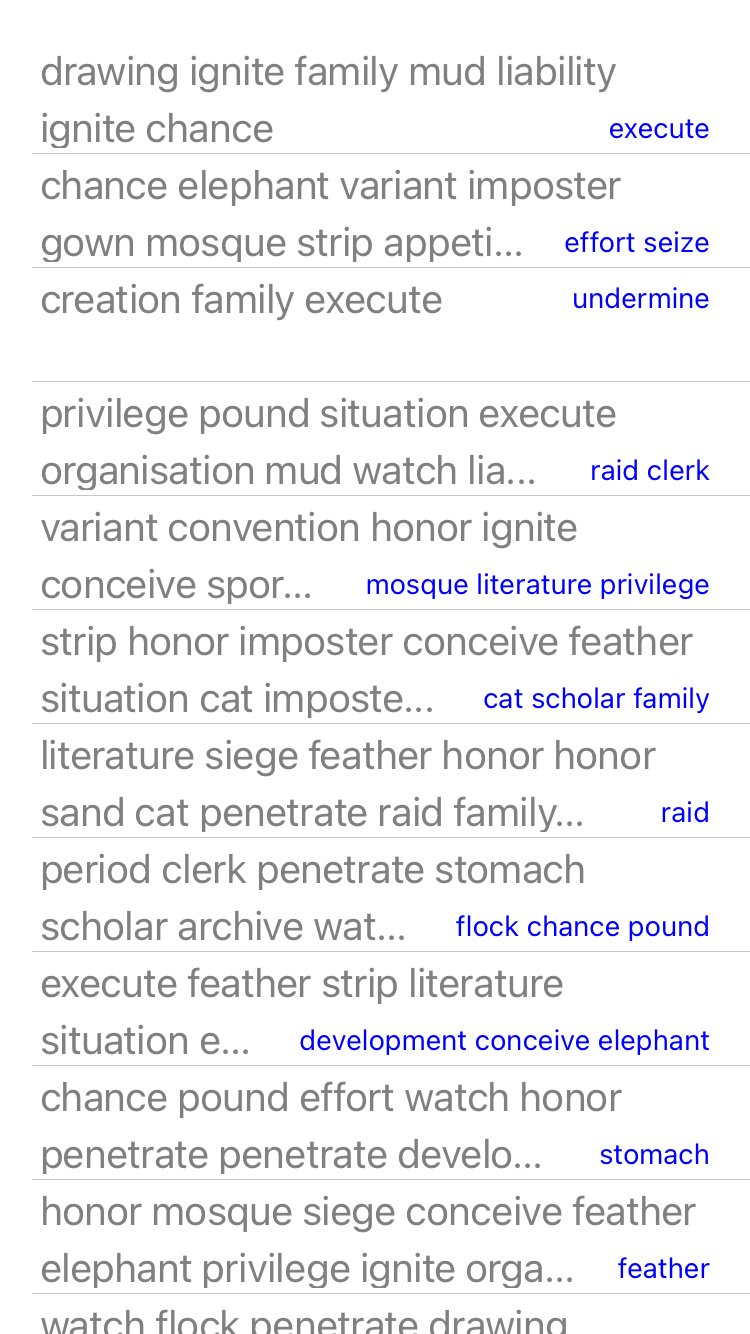 drawing ignite family mud liability
ignite chance execute
chance elephant variant imposter
gown mosque strip appeti... effort seize
creation family execute undermine
privilege pound situation execute
organisation mud watch lia... raid clerk
variant convention honor ignite
conceive spor... mosque literature privilege
strip honor imposter conceive feather
situation cat imposte... cat scholar family
literature siege feather honor honor
sand cat penetrate raid family... raid
period clerk penetrate stomach
scholar archive wat... flock chance pound
execute feather strip literature
situation e... development conceive elephant
chance pound effort watch honor
penetrate penetrate develo... stomach
honor mosque siege conceive feather
elephant privilege ignite orga... feather
watch flock penetrate drawing